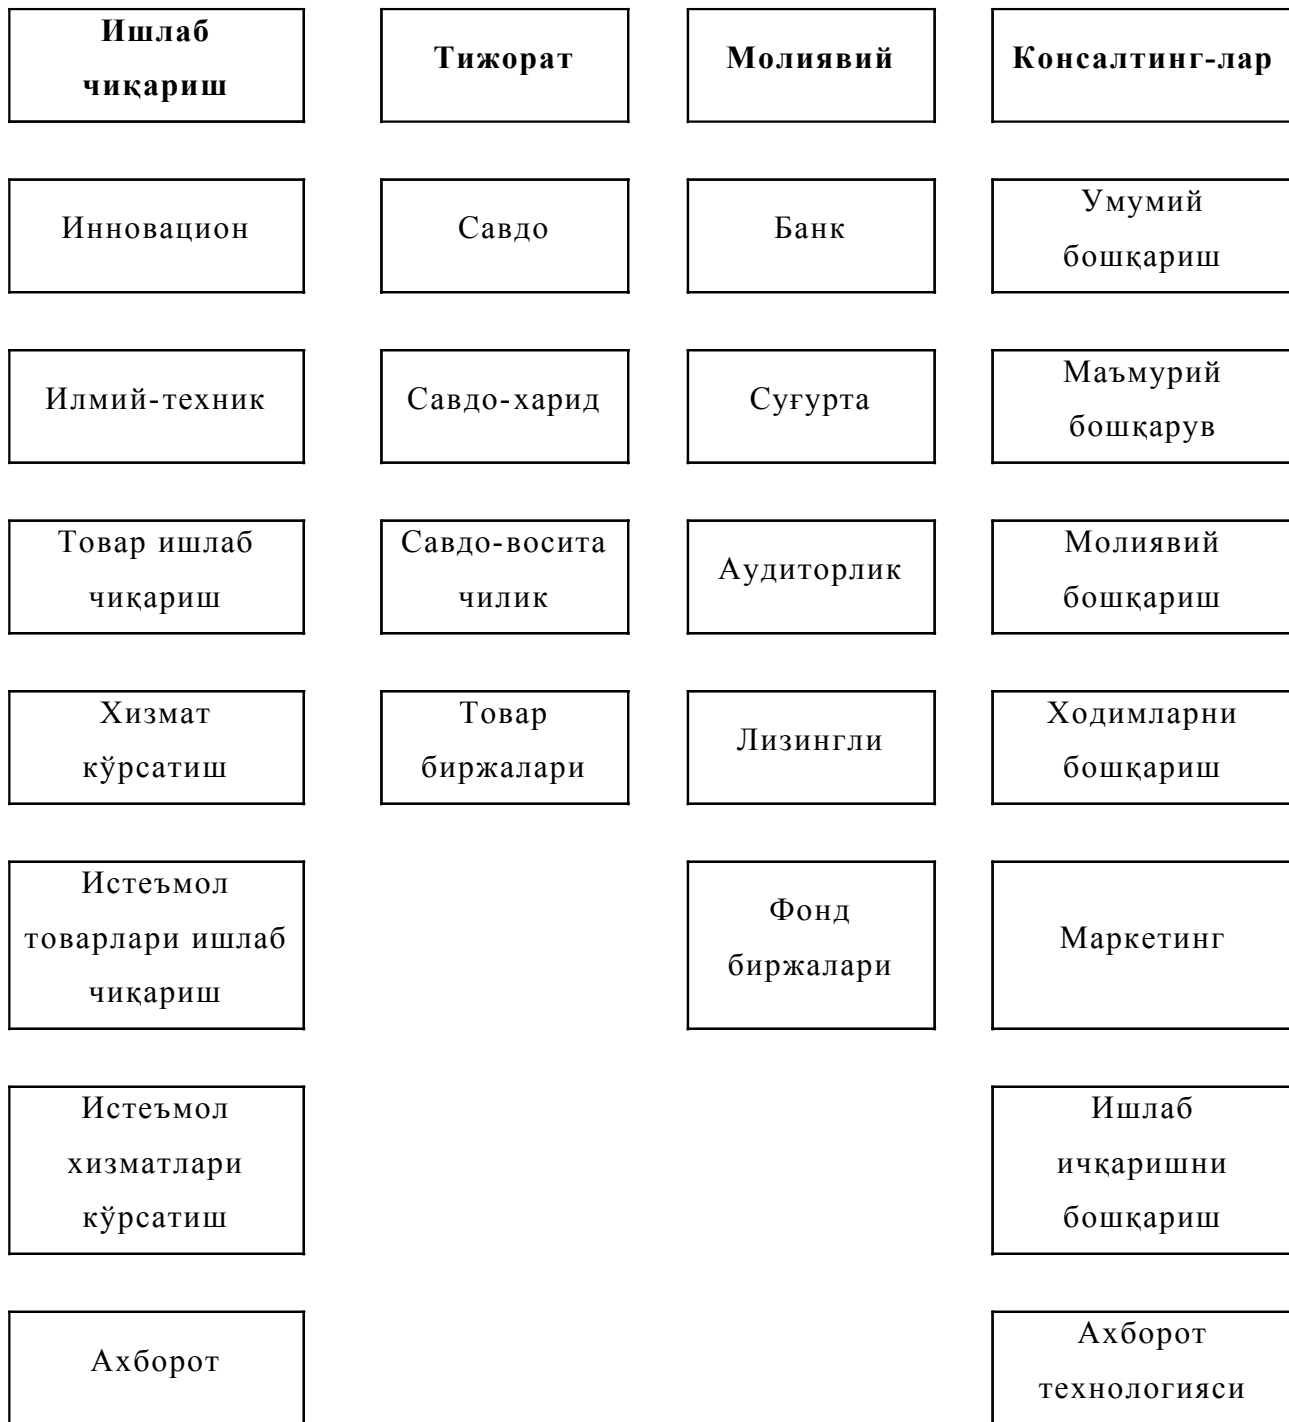 Ишлаб
чиқариш
Тижорат
Молиявий
Консалтинг-лар
Инновацион
Савдо
Банк
Умумий
бошқариш
Илмий-техник
Савдо-харид
Суғурта
Маъмурий
бошқарув
Товар ишлаб
чиқариш
Савдо-восита
чилик
Аудиторлик
Молиявий
бошқариш
Хизмат
кўрсатиш
Товар
биржалари
Лизингли
Ходимларни
бошқариш
Истеъмол
товарлари ишлаб
чиқариш
Фонд
биржалари
Маркетинг
Истеъмол
хизматлари
кўрсатиш
Ишлаб
ичқаришни
бошқариш
Ахборот
Ахборот
технологияси